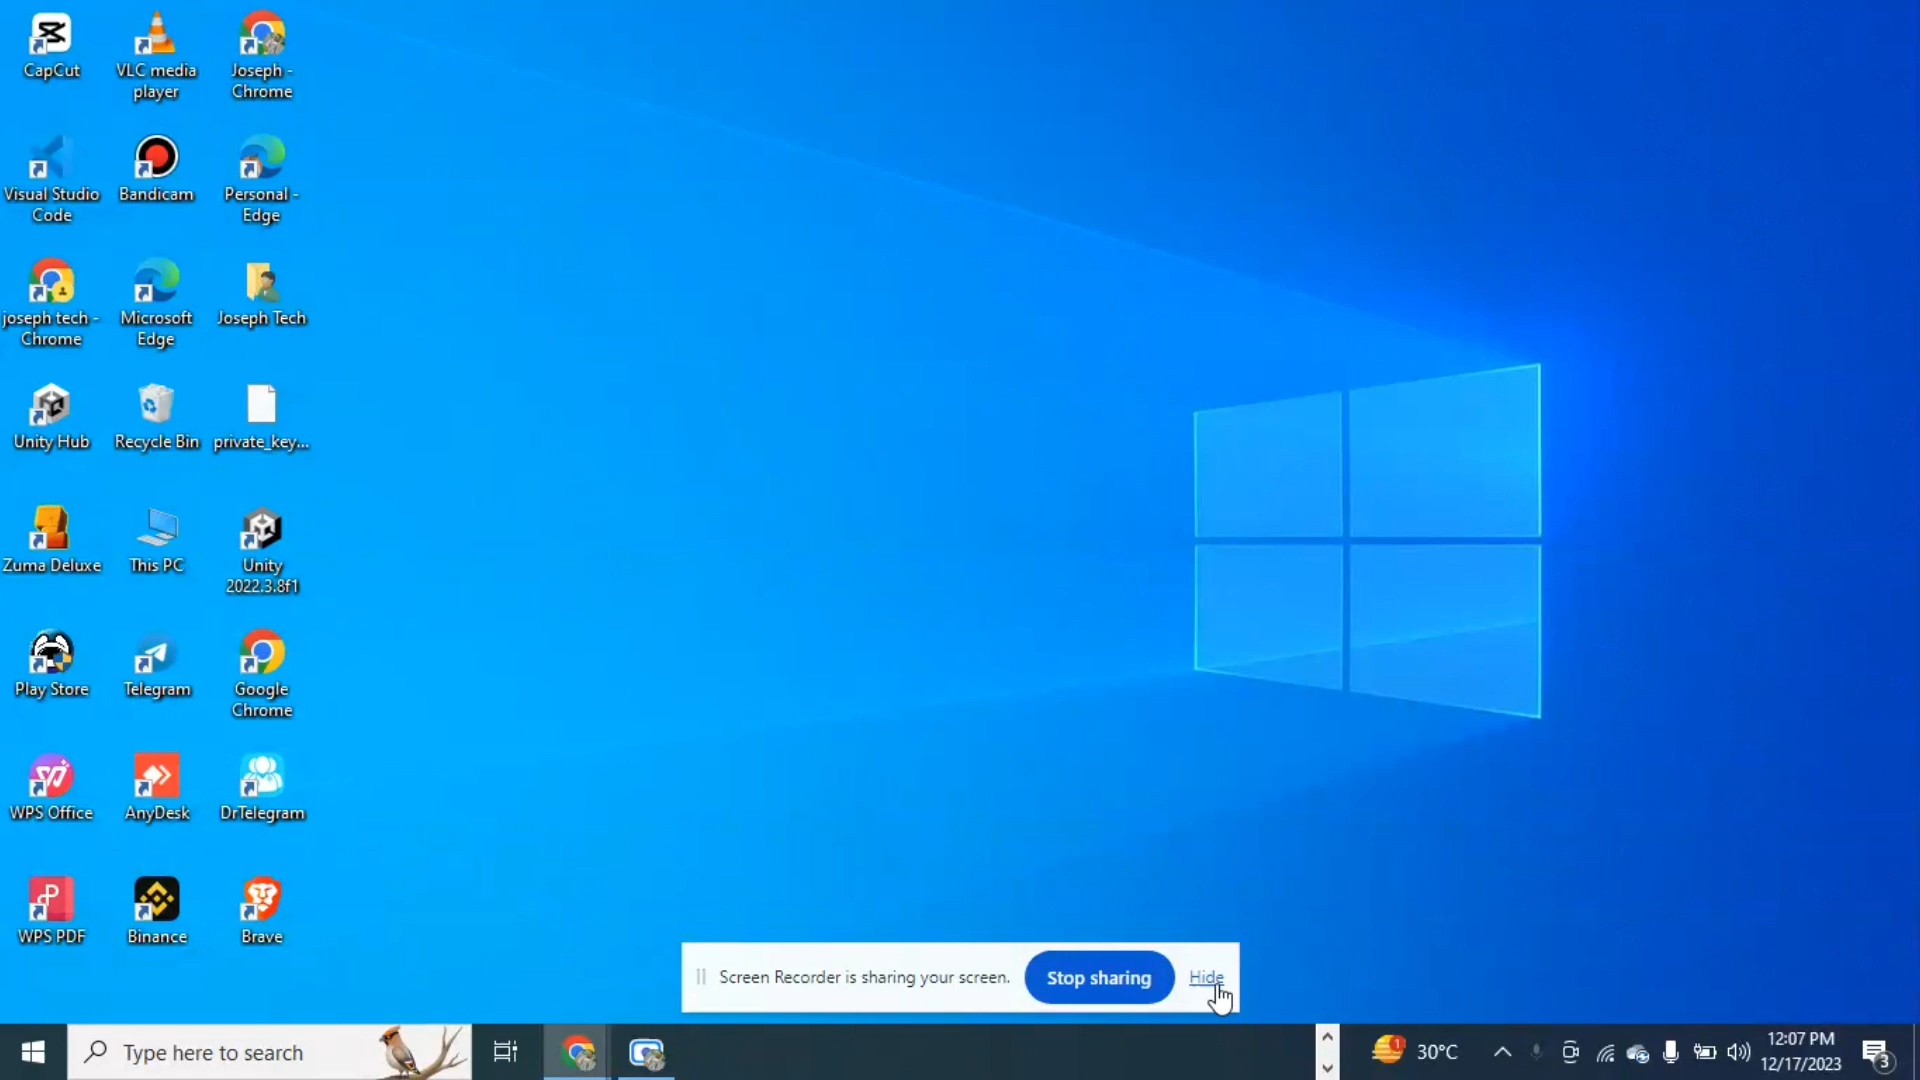 CapCut
VLC media
player
Joseph -
Chrome
Visual Studio
Code
Bandicam
Personal -
Edge
joseph tech -
Chrome
Microsoft
Edge
Joseph Tech
Unity Hub
Recycle Bin
private_key...
Zuma Deluxe
This PC
Unity
2022.3.8f1
Play Store
Telegram
Google
Chrome
WPS Office
AnyDesk
DrTelegram
WPS PDF
Binance
Brave
Screen Recorder is sharing your screen.
Stop sharing
Hide
Type here to search
1
30°C
12:07 PM
12/17/2023
3